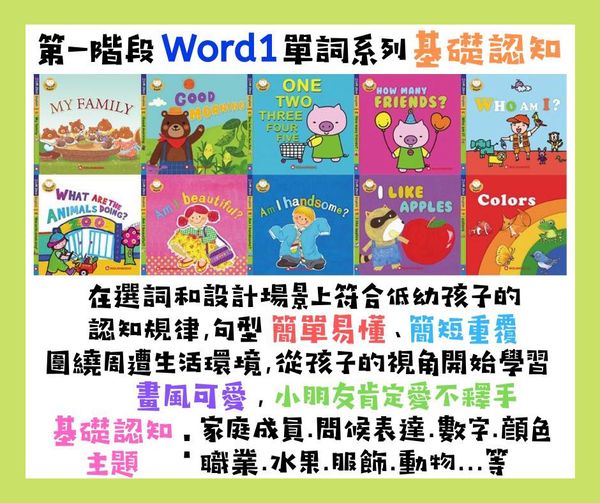 第一階段 Word1 單詞系列 基礎認知
MY FAMILY
GOOD MORNING
ONE
TWO
THREE
FOUR
FIVE
HOW MANY
FRIENDS?
WHO AM I?
WHAT ARE THE
ANIMALS DOING?
ZOO
Am I beautiful?
Am I handsome?
I LIKE
APPLES
Colors
在選詞和設計場景上符合低幼孩子的
認知規律,句型 簡單易懂、簡短重覆
圍繞周遭生活環境,從孩子的視角開始學習
畫風可愛,小朋友肯定愛不釋手
基礎認知主題:家庭成員.問候表達.數字.顏色
職業.水果.服飾.動物...等